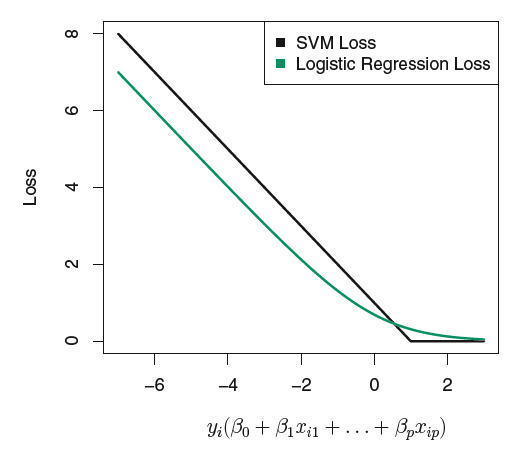 SVM Loss
Logistic Regression Loss
8
6
4
2
0
Loss
−6 −4 −2 0 2
yᵢ(β₀ + β₁xᵢ₁ + . . . + βₚxᵢₚ)